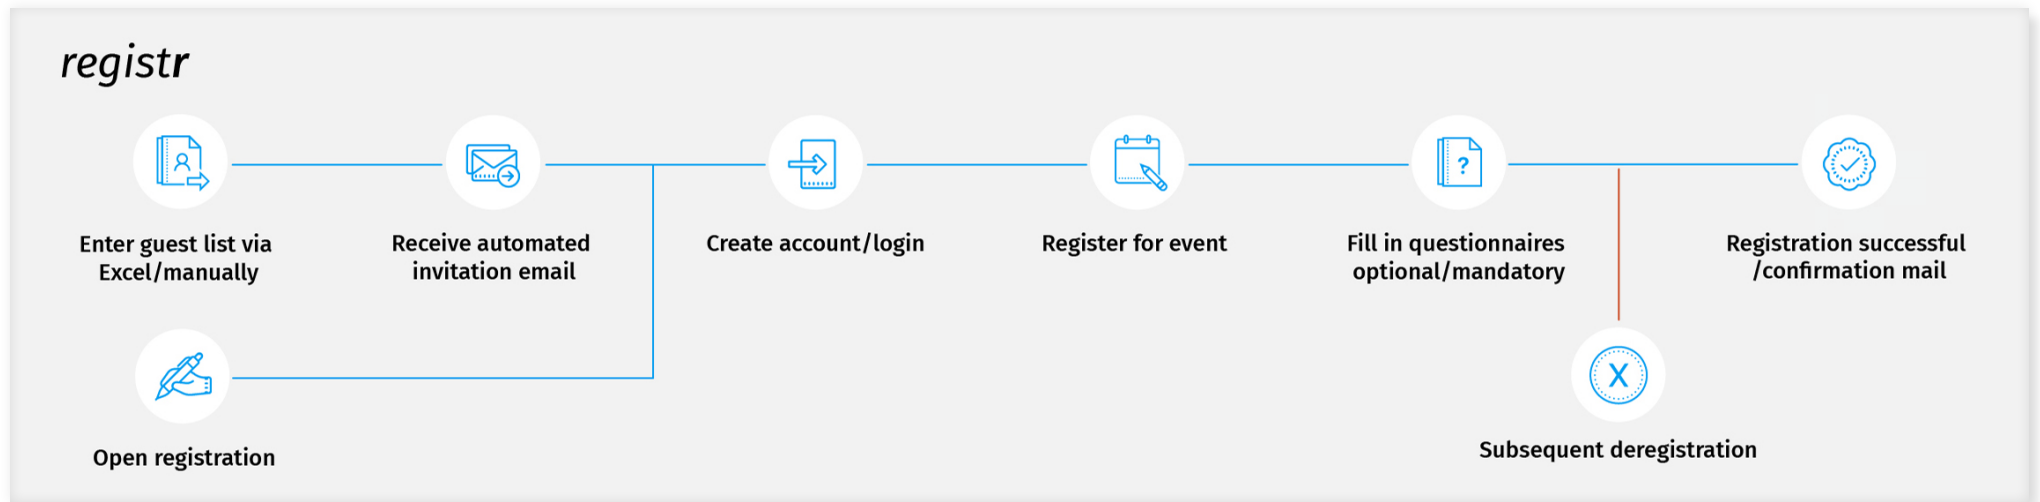 registr
Enter guest list via
Excel/manually
Receive automated
invitation email
Create account/login
Register for event
?
Fill in questionnaires
optional/mandatory
Registration successful
/confirmation mail
Open registration
X
Subsequent deregistration